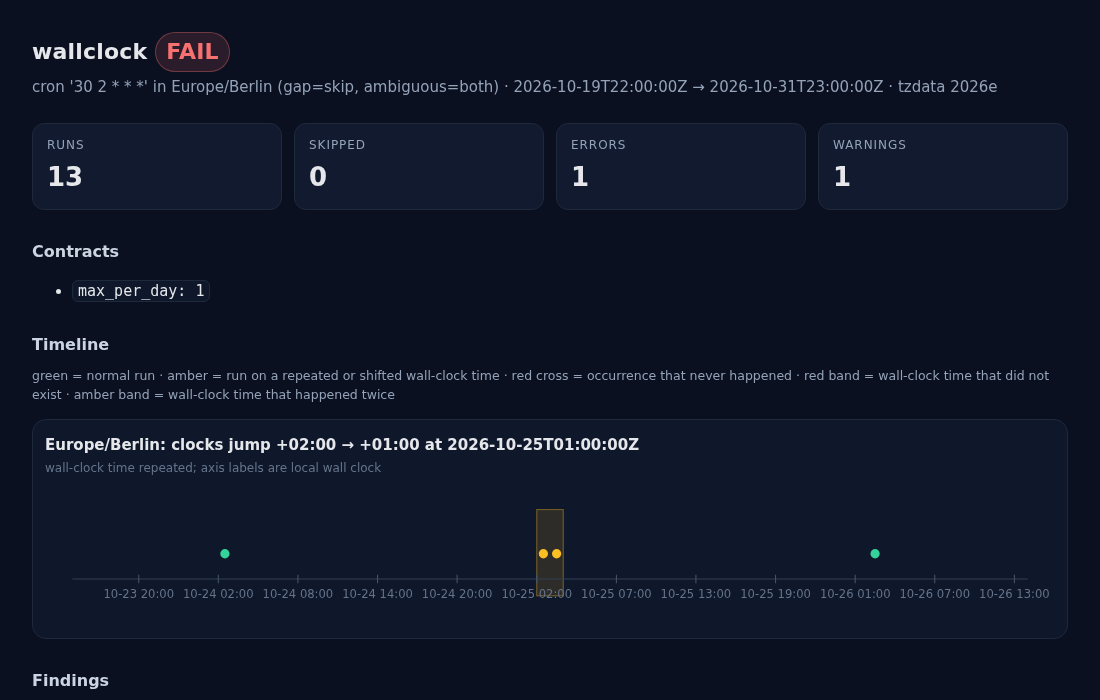 wallclock FAIL
cron '30 2 * * *' in Europe/Berlin (gap=skip, ambiguous=both) · 2026-10-19T22:00:00Z → 2026-10-31T23:00:00Z · tzdata 2026e
RUNS
13
SKIPPED
0
ERRORS
1
WARNINGS
1
Contracts
• max_per_day: 1
Timeline
green = normal run · amber = run on a repeated or shifted wall-clock time · red cross = occurrence that never happened · red band = wall-clock time that did not
exist · amber band = wall-clock time that happened twice
Europe/Berlin: clocks jump +02:00 → +01:00 at 2026-10-25T01:00:00Z
wall-clock time repeated; axis labels are local wall clock
10-23 20:00 10-24 02:00 10-24 08:00 10-24 14:00 10-24 20:00 10-25 02:00 10-25 07:00 10-25 13:00 10-25 19:00 10-26 01:00 10-26 07:00 10-26 13:00
Findings